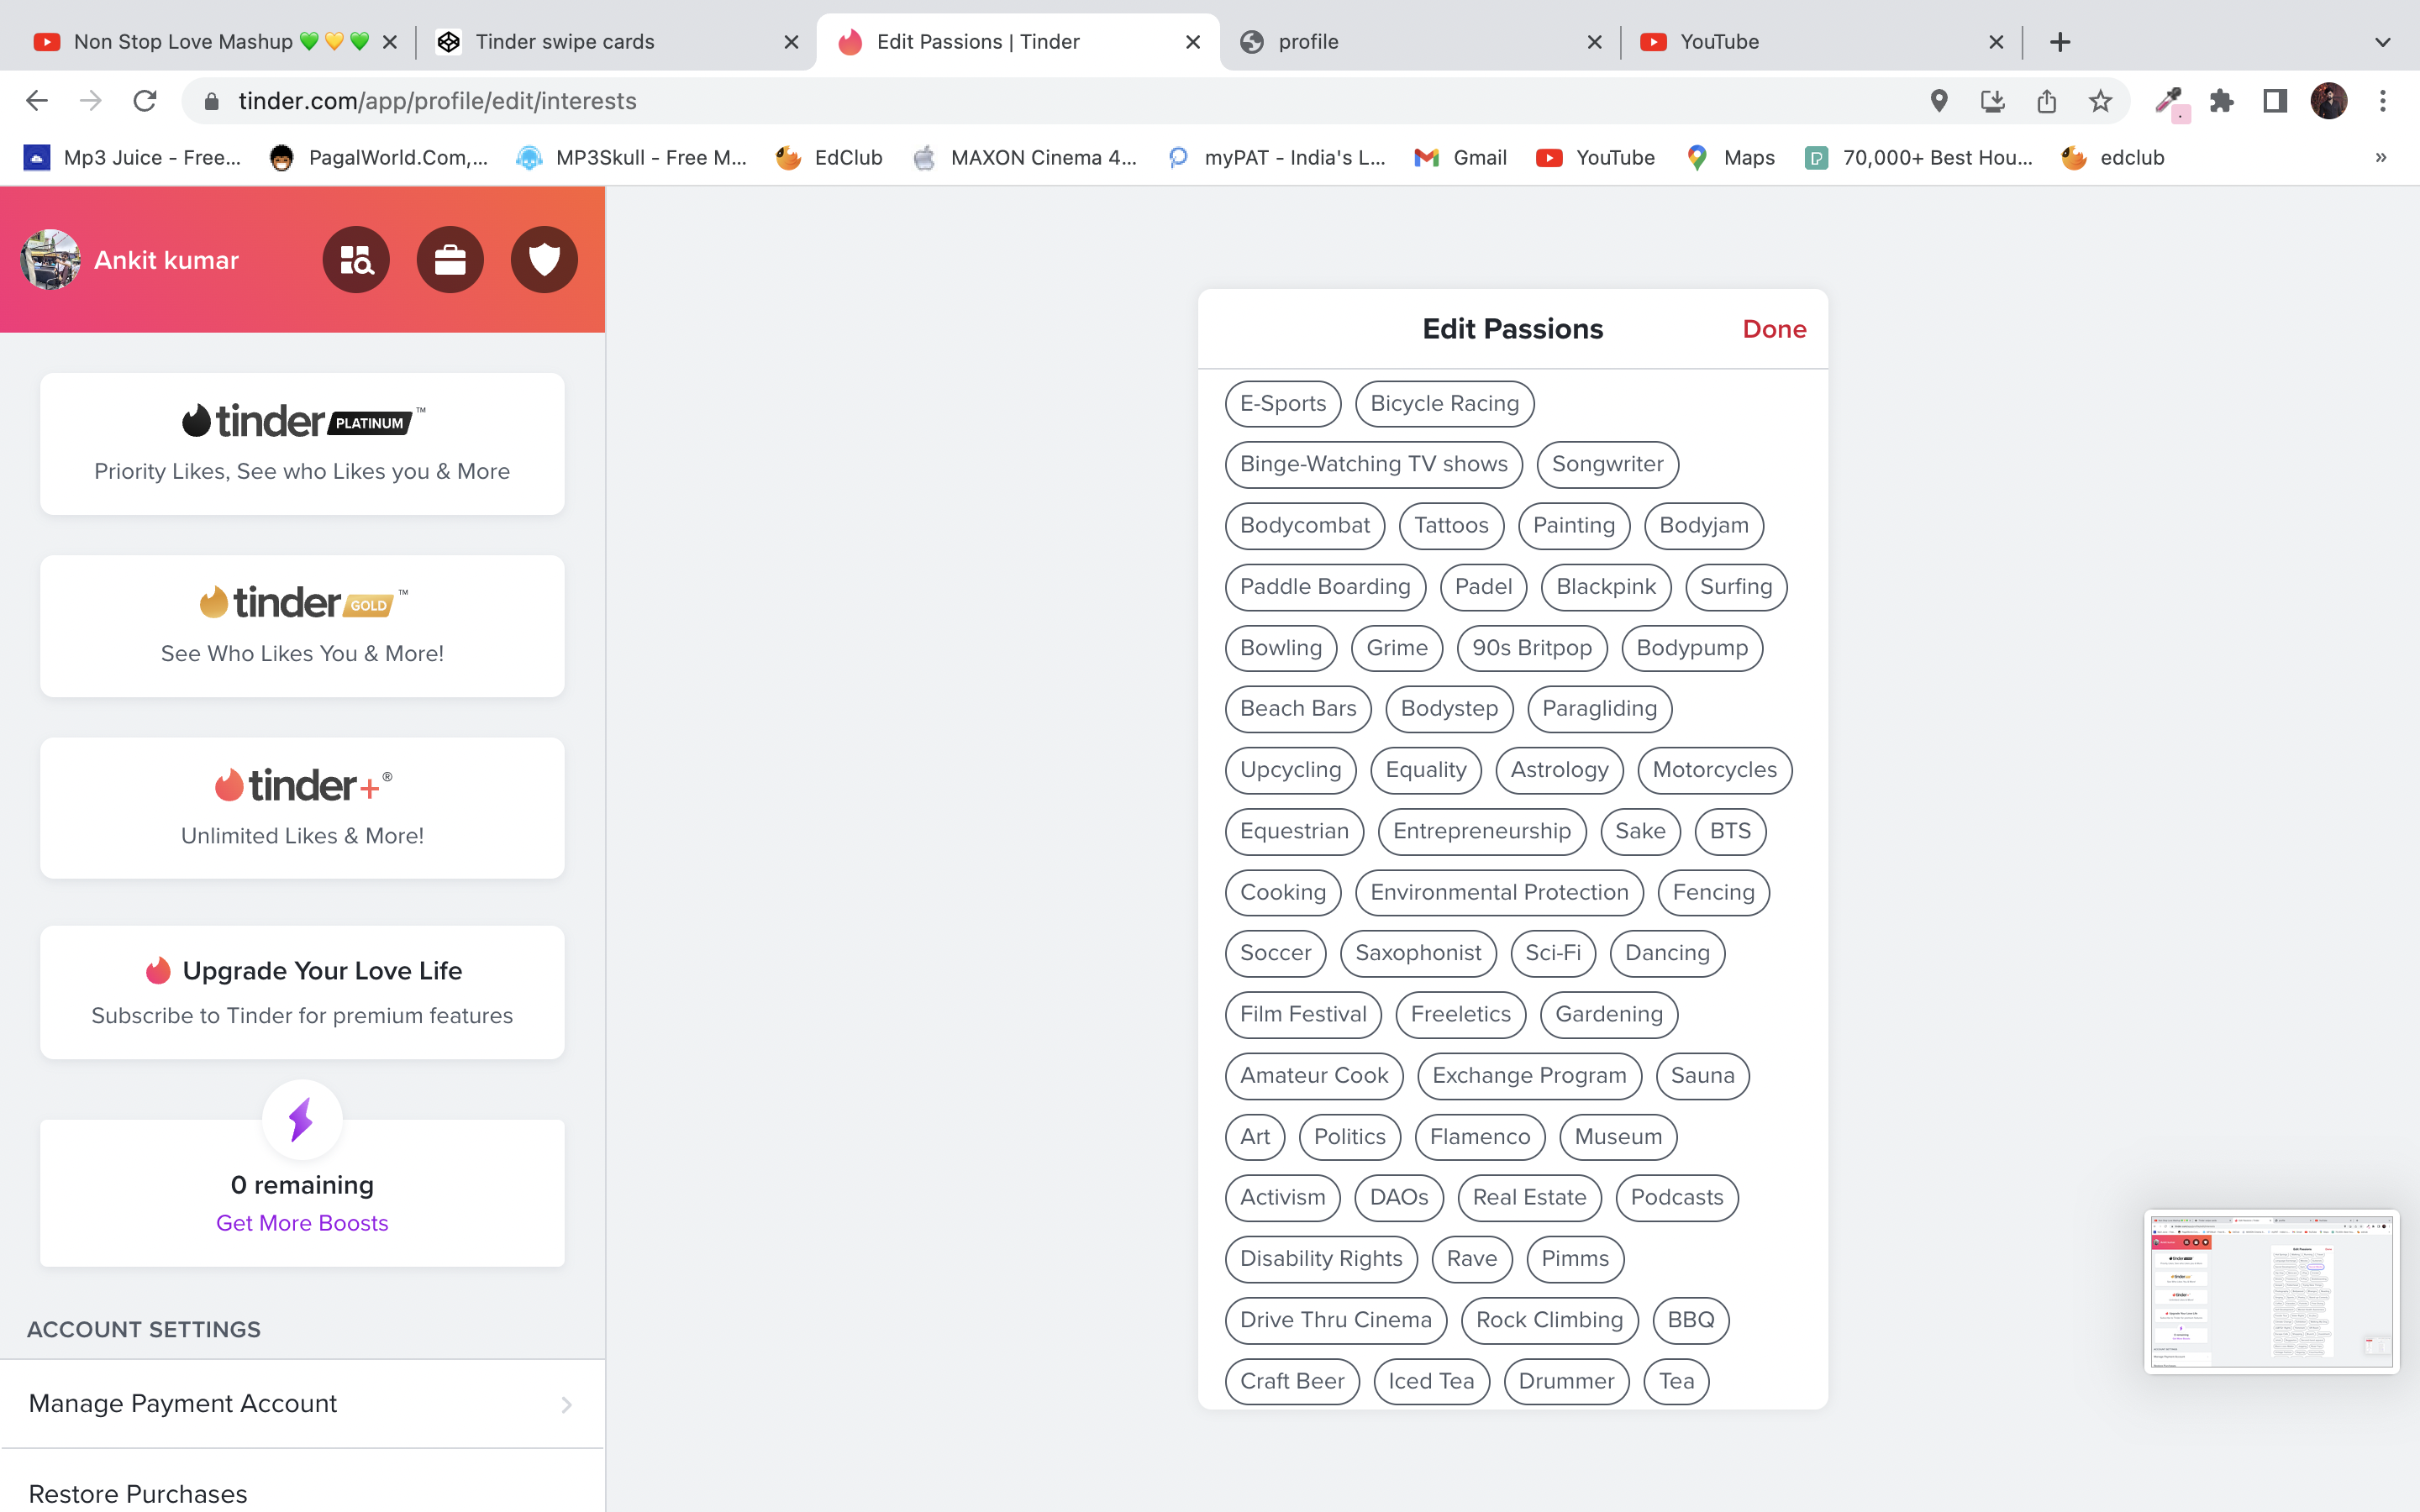 Non Stop Love Mashup 💚💛💚
Tinder swipe cards
Edit Passions | Tinder
profile
YouTube
tinder.com/app/profile/edit/interests
Mp3 Juice - Free...
PagalWorld.Com,...
MP3Skull - Free M...
EdClub
MAXON Cinema 4...
myPAT - India's L...
Gmail
YouTube
Maps
70,000+ Best Hou...
edclub
»
Ankit kumar
tinder PLATINUM ™
Priority Likes, See who Likes you & More
tinder GOLD ™
See Who Likes You & More!
tinder+ ®
Unlimited Likes & More!
Upgrade Your Love Life
Subscribe to Tinder for premium features
0 remaining
Get More Boosts
ACCOUNT SETTINGS
Manage Payment Account
Restore Purchases
Edit Passions Done
E-Sports Bicycle Racing
Binge-Watching TV shows Songwriter
Bodycombat Tattoos Painting Bodyjam
Paddle Boarding Padel Blackpink Surfing
Bowling Grime 90s Britpop Bodypump
Beach Bars Bodystep Paragliding
Upcycling Equality Astrology Motorcycles
Equestrian Entrepreneurship Sake BTS
Cooking Environmental Protection Fencing
Soccer Saxophonist Sci-Fi Dancing
Film Festival Freeletics Gardening
Amateur Cook Exchange Program Sauna
Art Politics Flamenco Museum
Activism DAOs Real Estate Podcasts
Disability Rights Rave Pimms
Drive Thru Cinema Rock Climbing BBQ
Craft Beer Iced Tea Drummer Tea